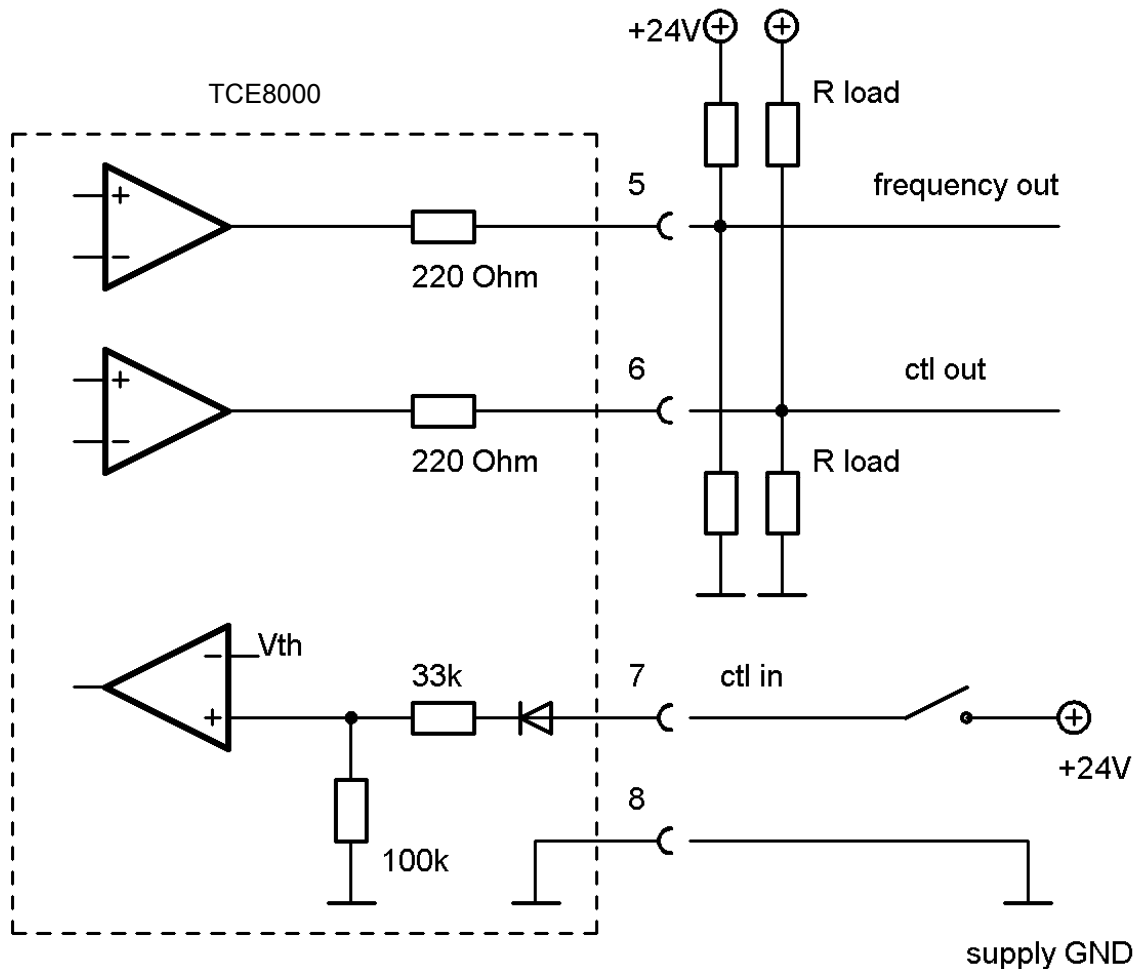 +24V
R load
TCE8000
5
frequency out
+
-
220 Ohm
6
ctl out
+
-
220 Ohm
R load
- Vth
33k
7
ctl in
+
+24V
8
100k
supply GND